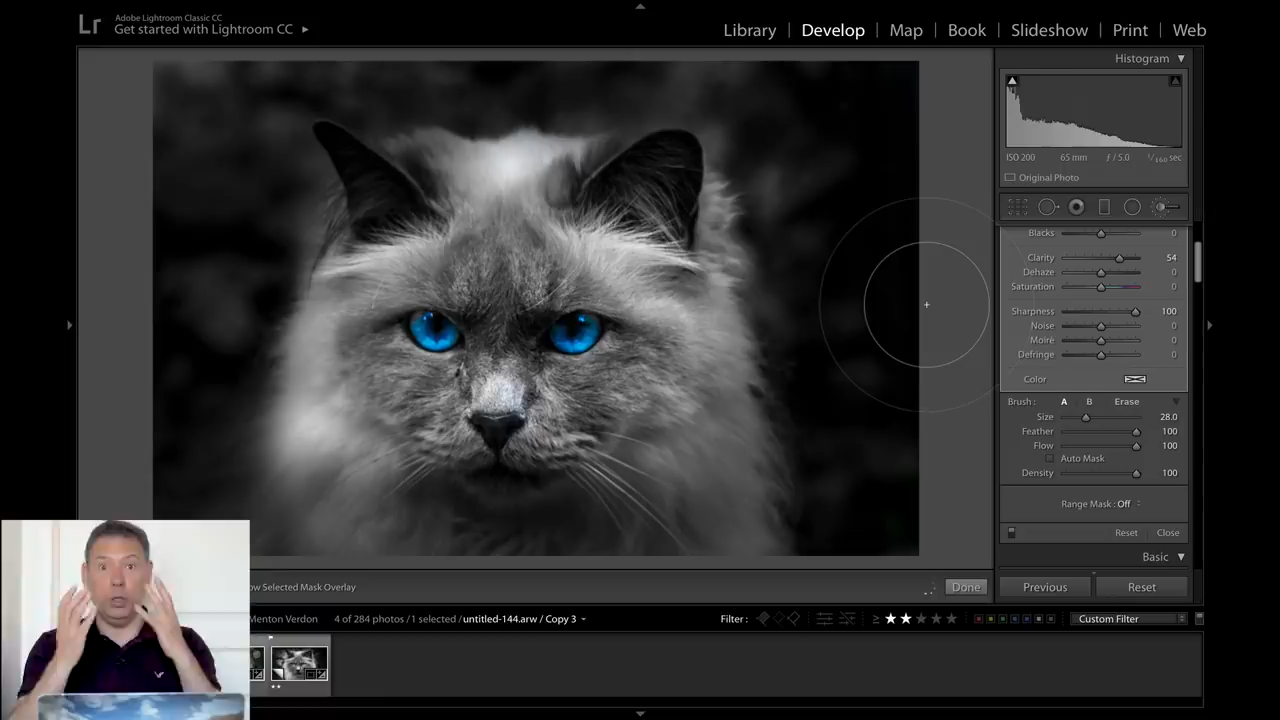 Lr
Adobe Lightroom Classic CC
Get started with Lightroom CC
Library | Develop | Map | Book | Slideshow | Print | Web
Histogram
ISO 200 65 mm ƒ / 5.0 1/160 sec
Original Photo
Blacks 0
Clarity 54
Dehaze 0
Saturation 0
Sharpness 100
Noise 0
Moiré 0
Defringe 0
Color
Brush : A B Erase
Size 28.0
Feather 100
Flow 100
Auto Mask
Density 100
Range Mask : Off
Reset Close
Basic
ow Selected Mask Overlay
Done
Previous
Reset
Menton Verdon 4 of 284 photos / 1 selected / untitled-144.arw / Copy 3
Filter : ≥ ★★★★★ Custom Filter